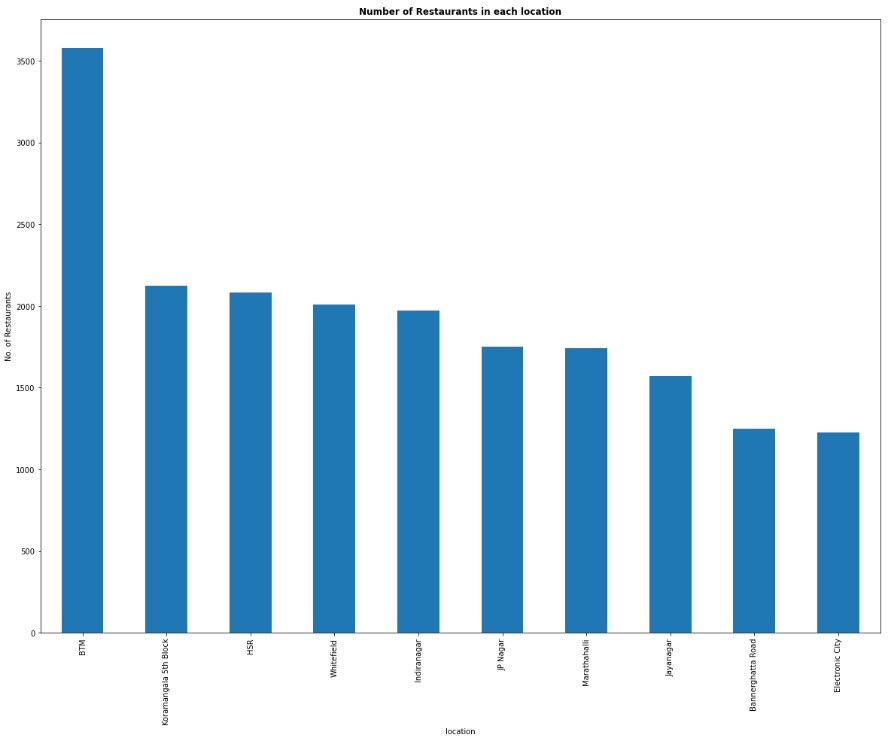 Number of Restaurants in each location
No. of Restaurants
3500
3000
2500
2000
1500
1000
500
0
BTM
Koramangala 5th Block
HSR
Whitefield
Indiranagar
JP Nagar
Marathahalli
Jayanagar
Bannerghatta Road
Electronic City
location